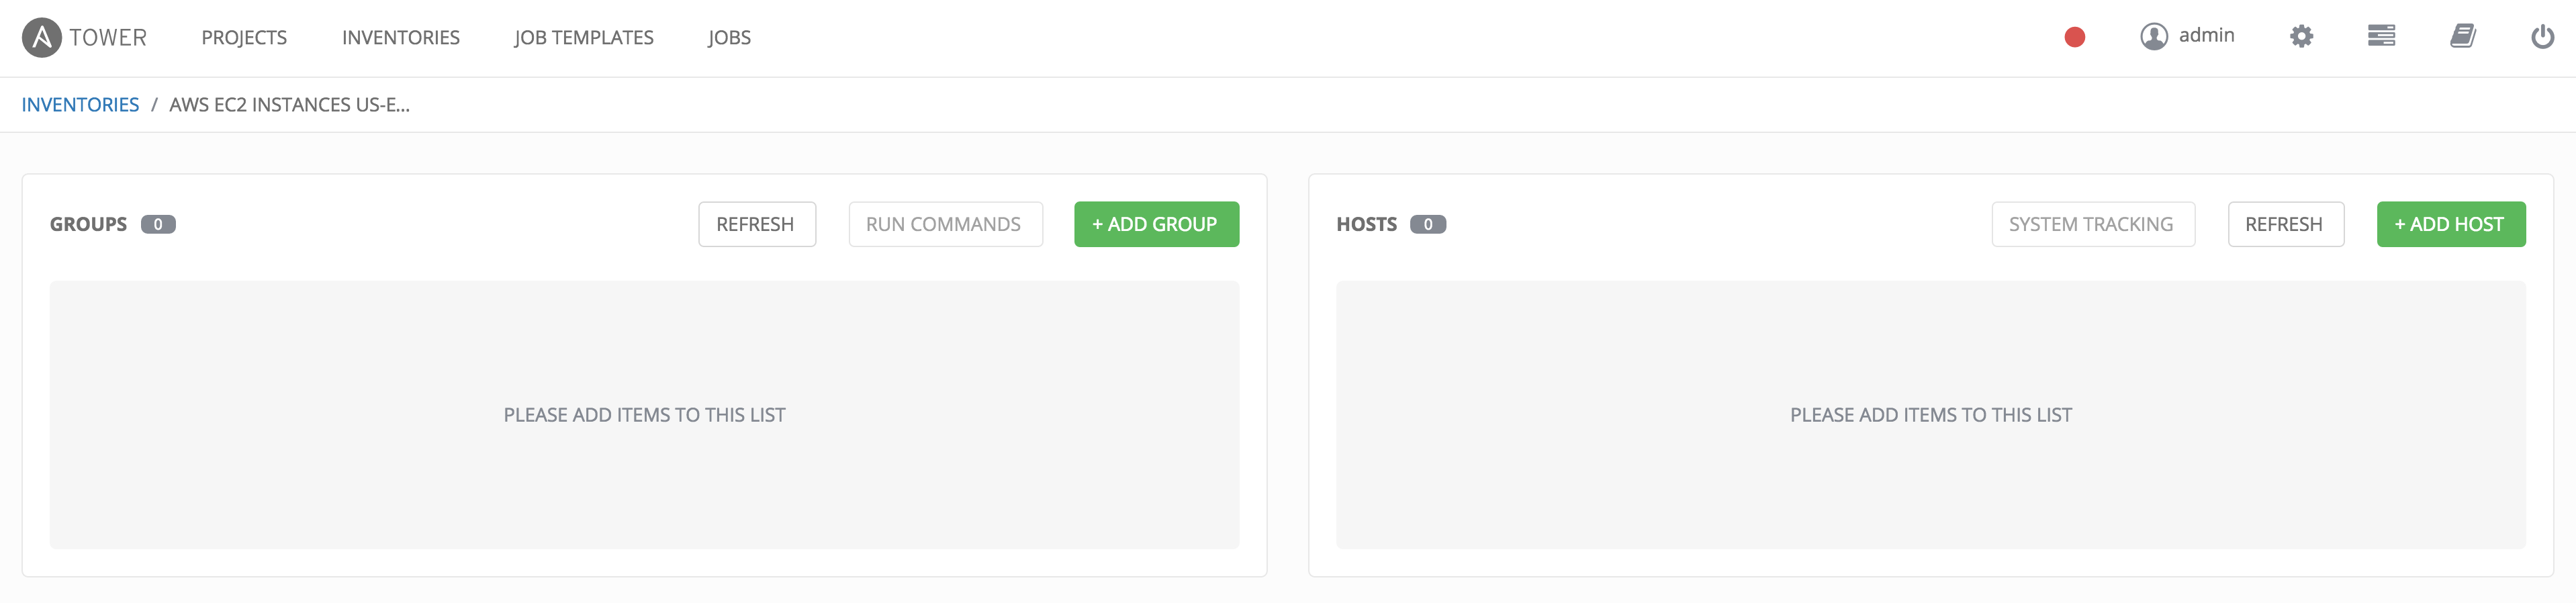 A TOWER PROJECTS INVENTORIES JOB TEMPLATES JOBS admin
INVENTORIES / AWS EC2 INSTANCES US-E...
GROUPS 0 REFRESH RUN COMMANDS + ADD GROUP
PLEASE ADD ITEMS TO THIS LIST
HOSTS 0 SYSTEM TRACKING REFRESH + ADD HOST
PLEASE ADD ITEMS TO THIS LIST